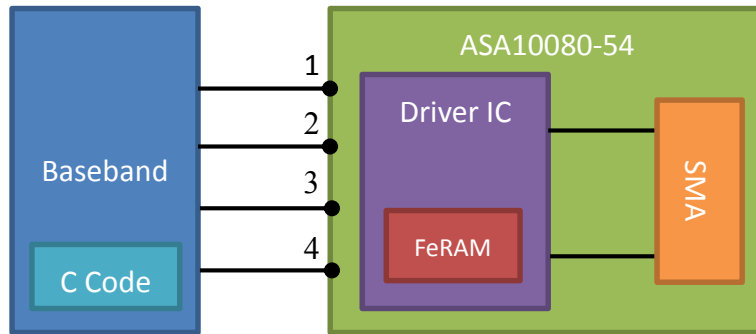 ASA10080-54
1
2
3
4
Baseband
C Code
Driver IC
FeRAM
SMA